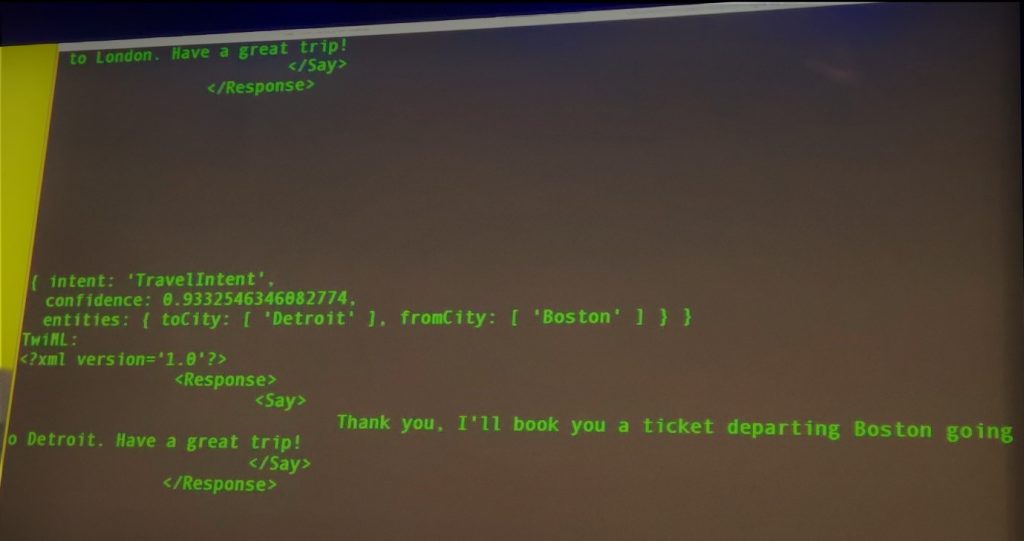 to London. Have a great trip!
</Say>
</Response>
{ intent: 'TravelIntent',
confidence: 0.9332546346082774,
entities: { toCity: [ 'Detroit' ], fromCity: [ 'Boston' ] } }
TwiML:
<?xml version='1.0'?>
<Response>
<Say>
Thank you, I'll book you a ticket departing Boston going
o Detroit. Have a great trip!
</Say>
</Response>